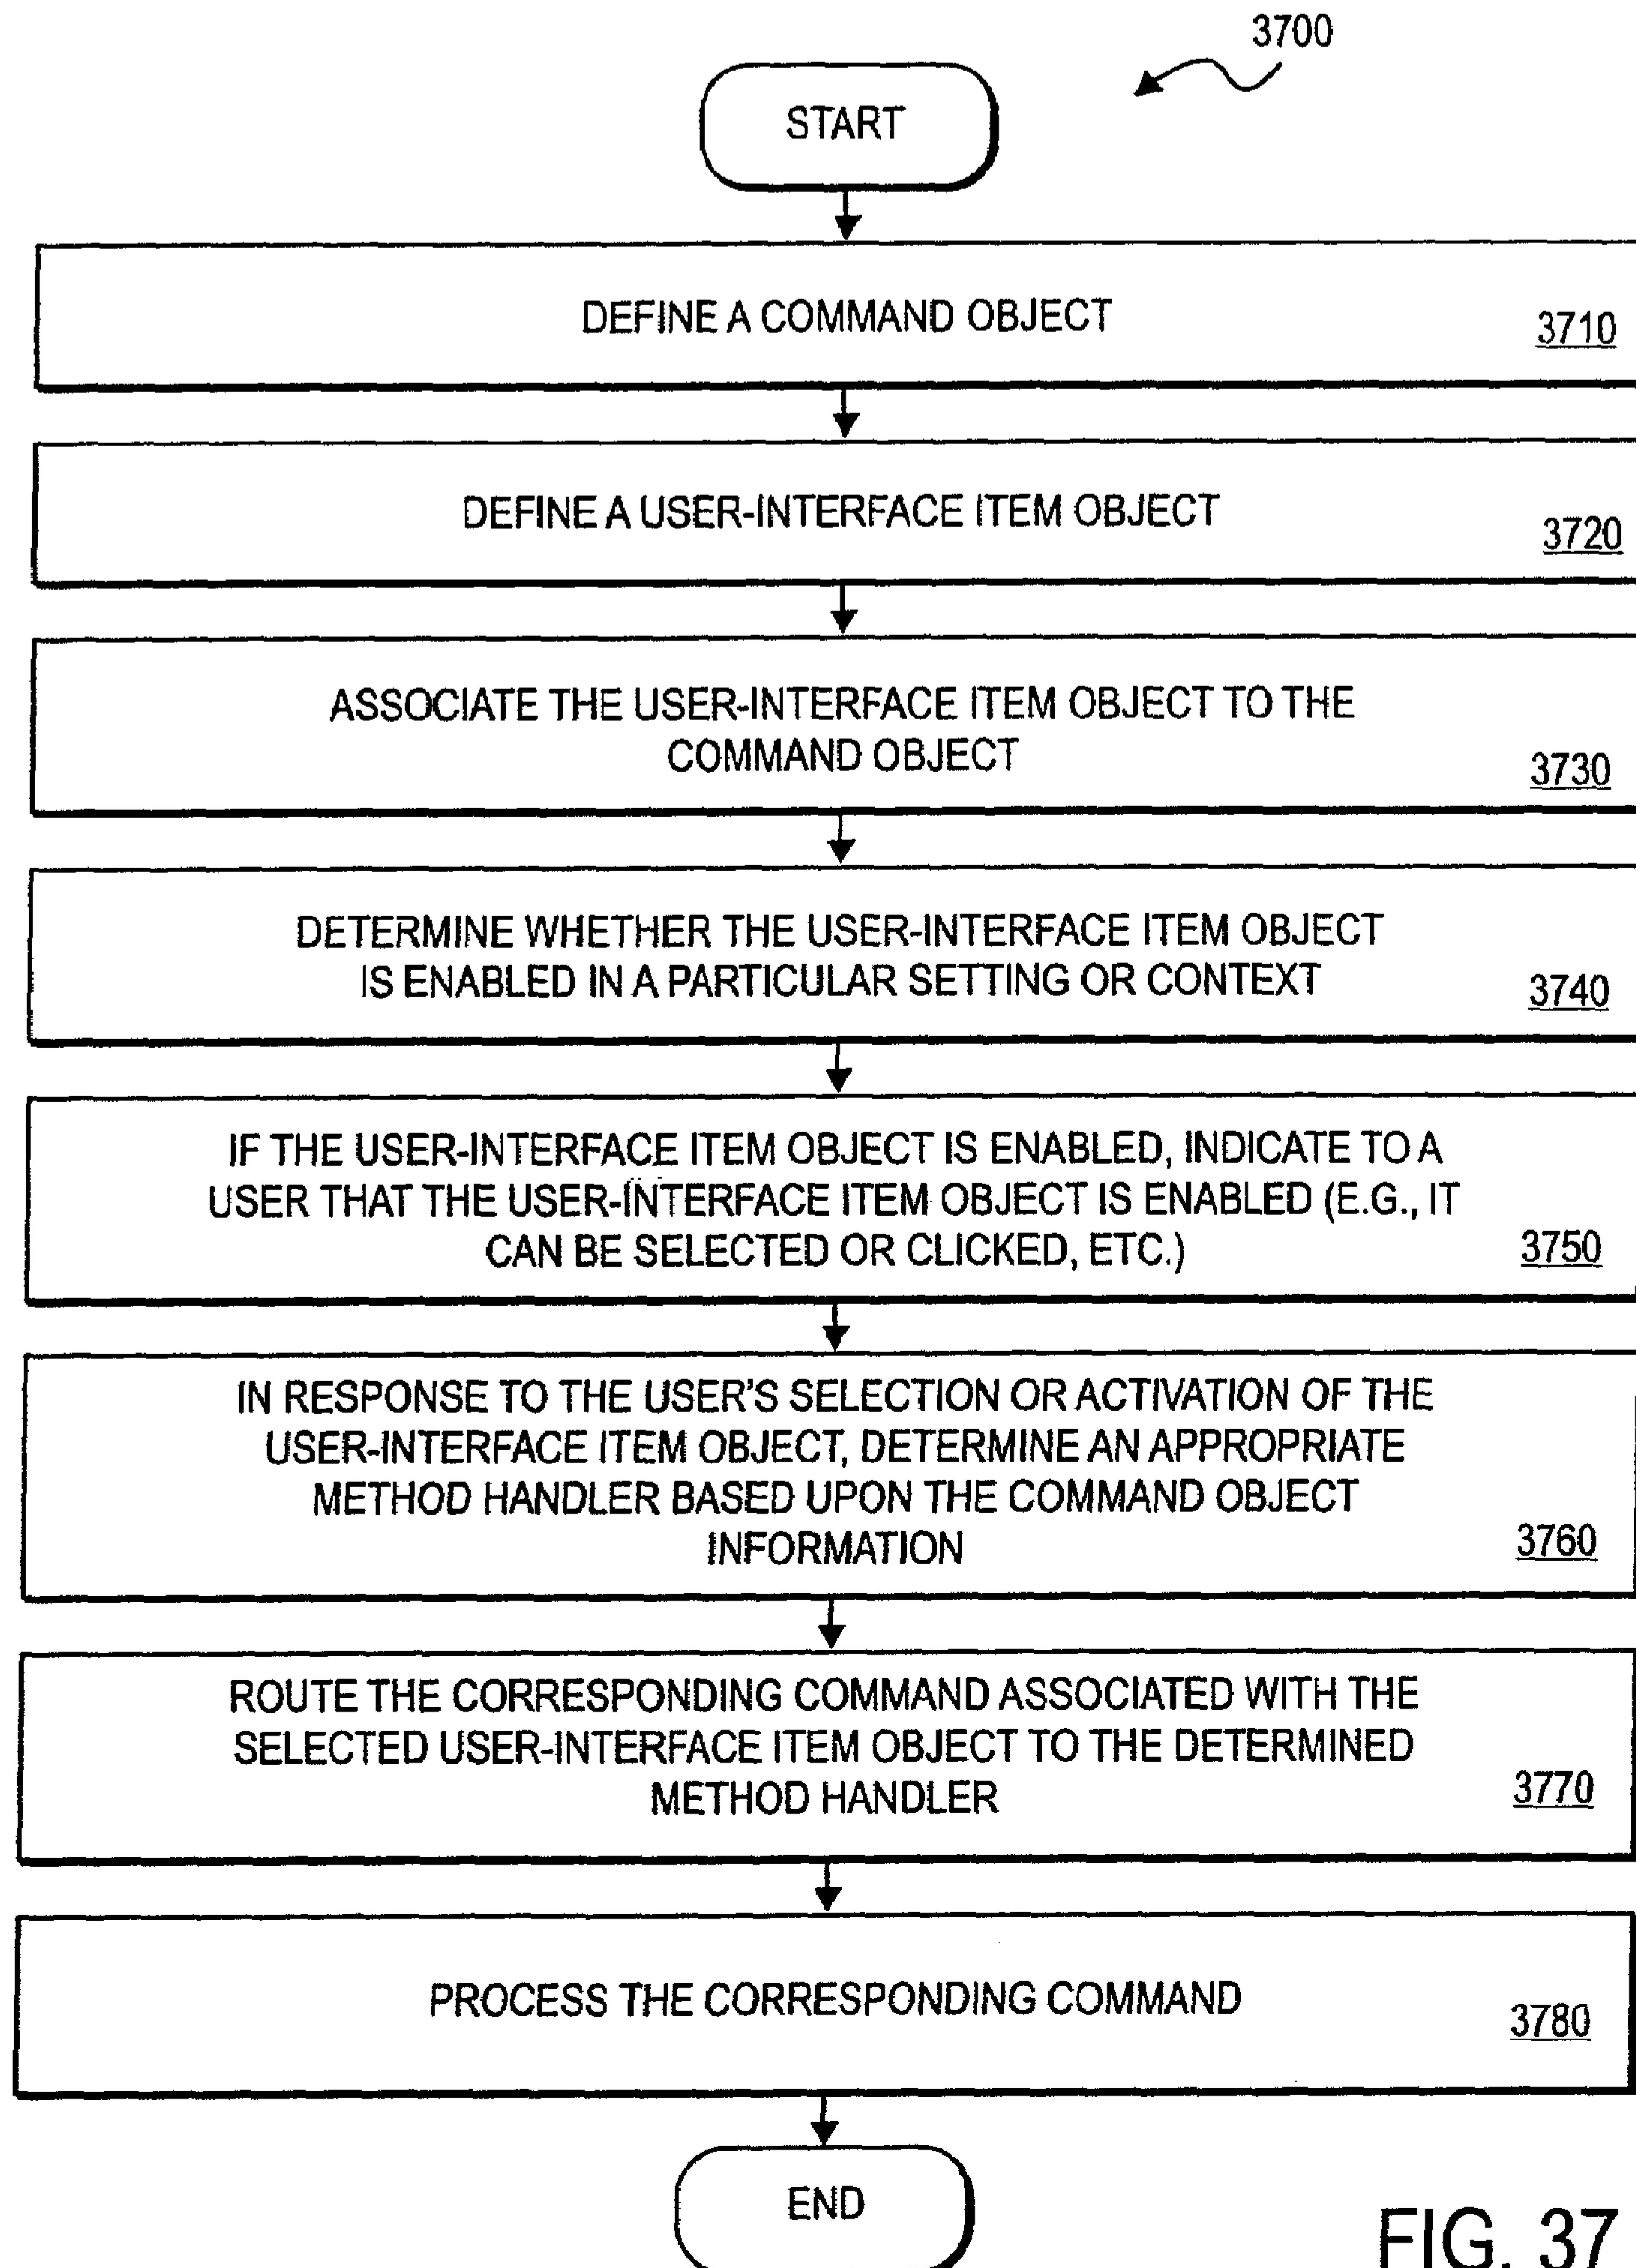 3700
START
DEFINE A COMMAND OBJECT
3710
DEFINE A USER-INTERFACE ITEM OBJECT
3720
ASSOCIATE THE USER-INTERFACE ITEM OBJECT TO THE
COMMAND OBJECT
3730
DETERMINE WHETHER THE USER-INTERFACE ITEM OBJECT
IS ENABLED IN A PARTICULAR SETTING OR CONTEXT
3740
IF THE USER-INTERFACE ITEM OBJECT IS ENABLED, INDICATE TO A
USER THAT THE USER-INTERFACE ITEM OBJECT IS ENABLED (E.G., IT
CAN BE SELECTED OR CLICKED, ETC.)
3750
IN RESPONSE TO THE USER'S SELECTION OR ACTIVATION OF THE
USER-INTERFACE ITEM OBJECT, DETERMINE AN APPROPRIATE
METHOD HANDLER BASED UPON THE COMMAND OBJECT
INFORMATION
3760
ROUTE THE CORRESPONDING COMMAND ASSOCIATED WITH THE
SELECTED USER-INTERFACE ITEM OBJECT TO THE DETERMINED
METHOD HANDLER
3770
PROCESS THE CORRESPONDING COMMAND
3780
END
FIG. 37